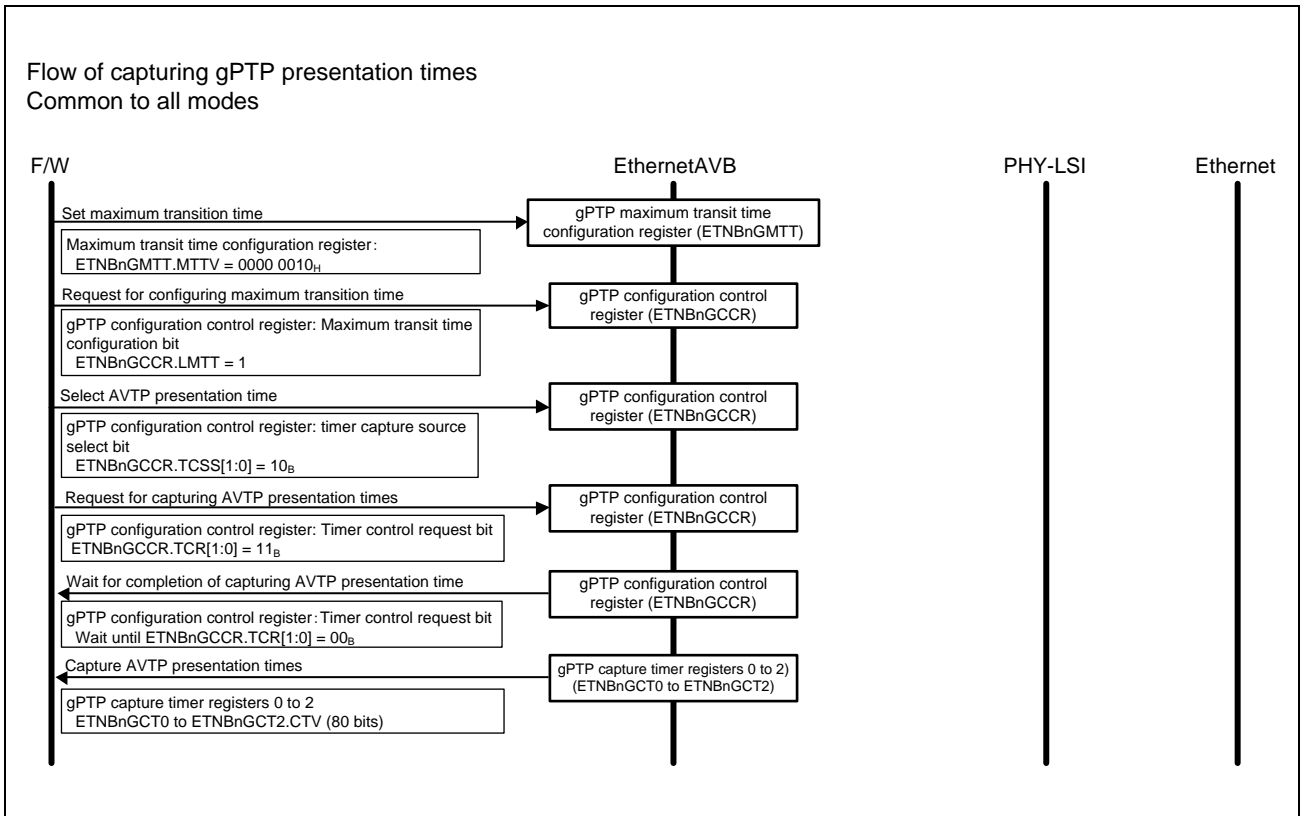 Flow of capturing gPTP presentation times
Common to all modes
F/W
EthernetAVB
PHY-LSI
Ethernet
Set maximum transition time
gPTP maximum transit time
configuration register (ETNBnGMTT)
Maximum transit time configuration register:
ETNBnGMTT.MTTV = 0000 0010H
Request for configuring maximum transition time
gPTP configuration control
register (ETNBnGCCR)
gPTP configuration control register: Maximum transit time
configuration bit
ETNBnGCCR.LMTT = 1
Select AVTP presentation time
gPTP configuration control
register (ETNBnGCCR)
gPTP configuration control register: timer capture source
select bit
ETNBnGCCR.TCSS[1:0] = 10B
Request for capturing AVTP presentation times
gPTP configuration control
register (ETNBnGCCR)
gPTP configuration control register: Timer control request bit
ETNBnGCCR.TCR[1:0] = 11B
Wait for completion of capturing AVTP presentation time
gPTP configuration control
register (ETNBnGCCR)
gPTP configuration control register: Timer control request bit
Wait until ETNBnGCCR.TCR[1:0] = 00B
Capture AVTP presentation times
gPTP capture timer registers 0 to 2)
(ETNBnGCT0 to ETNBnGCT2)
gPTP capture timer registers 0 to 2
ETNBnGCT0 to ETNBnGCT2.CTV (80 bits)